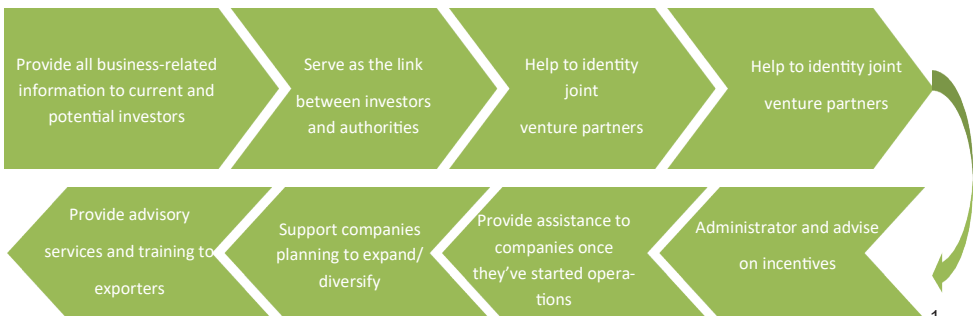 Provide all business-related
information to current and
potential investors
Serve as the link
between investors
and authorities
Help to identity
joint
venture partners
Help to identity joint
venture partners
Administrator and advise
on incentives
Provide assistance to
companies once
they've started opera-
tions
Support companies
planning to expand/
diversify
Provide advisory
services and training to
exporters
1